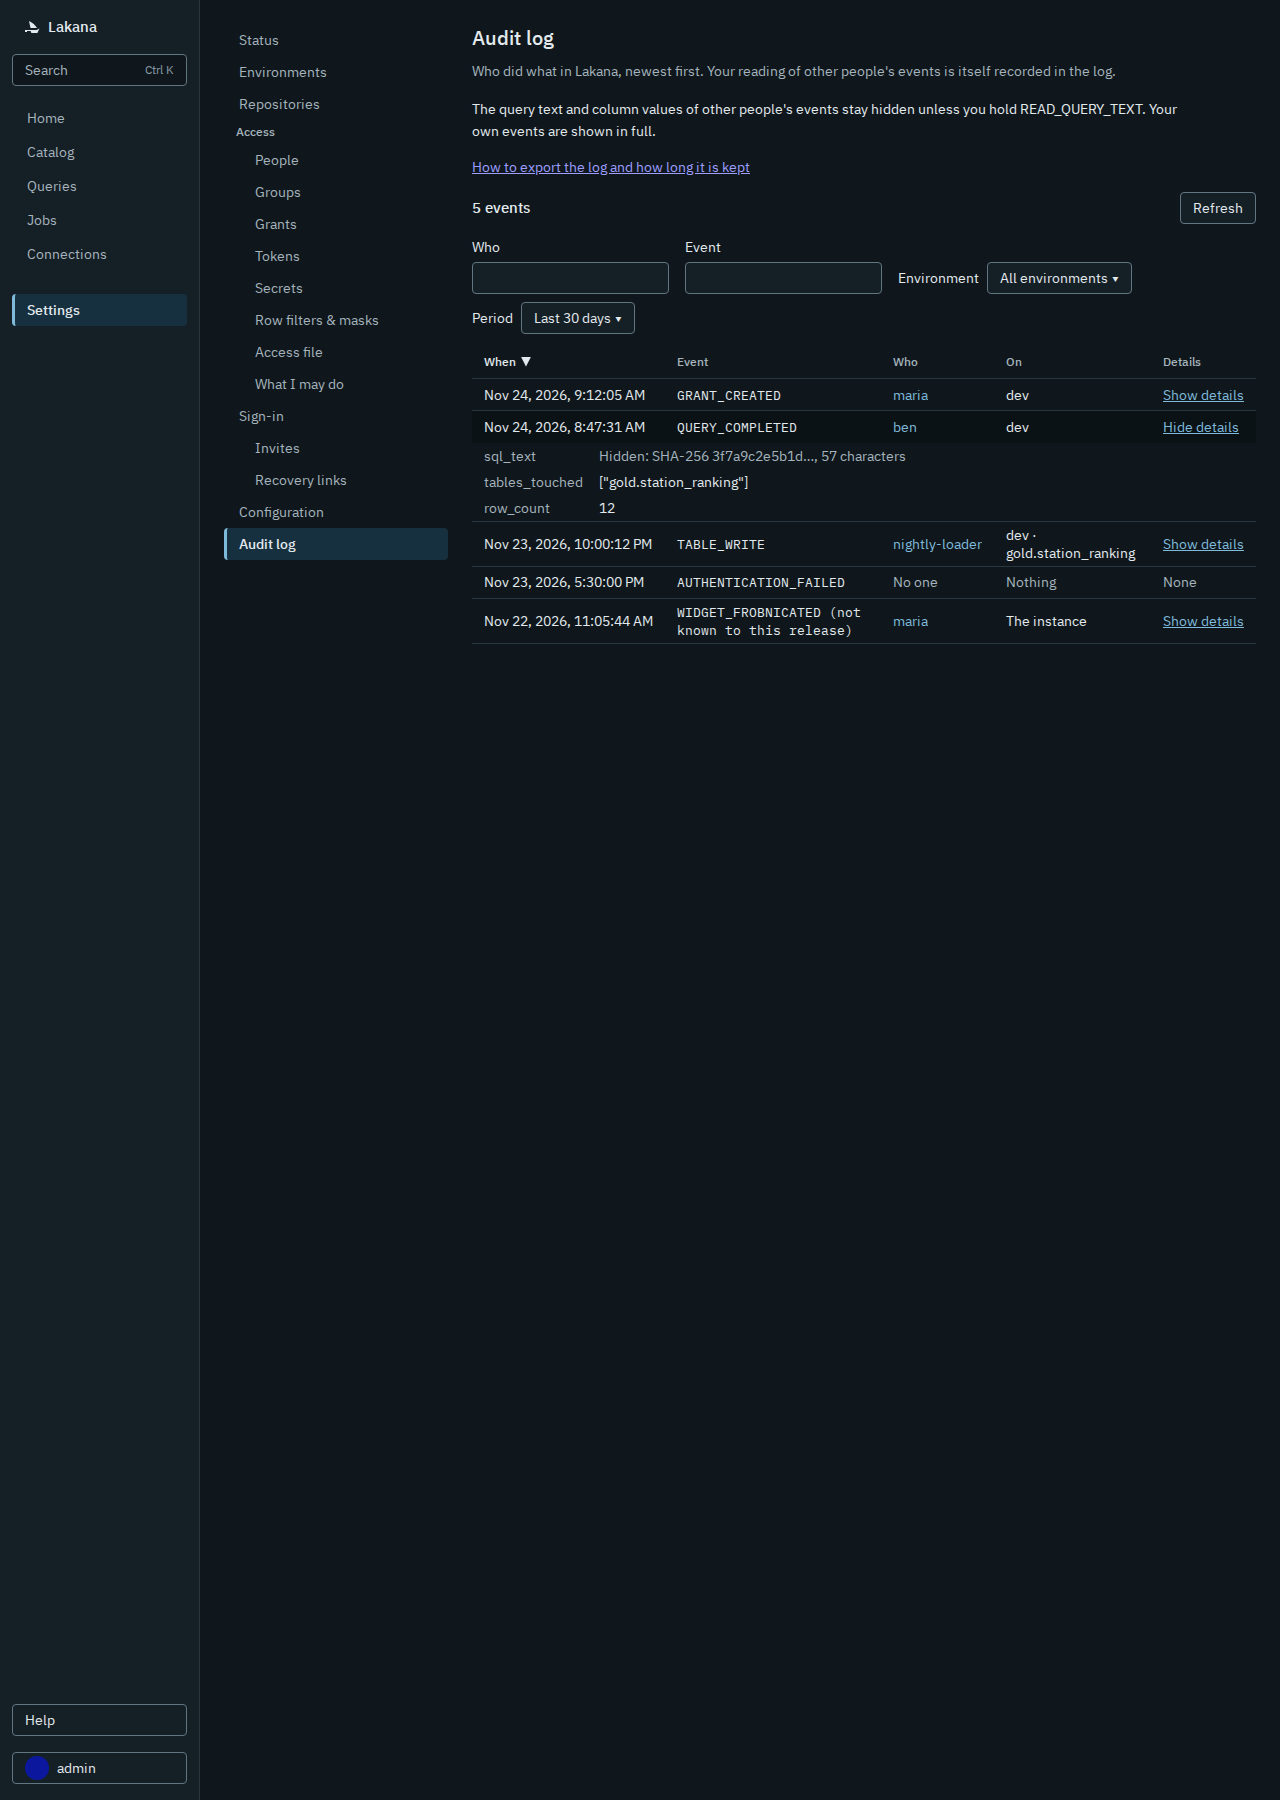 Lakana
Search Ctrl K
Home
Catalog
Queries
Jobs
Connections
Settings
Help
admin
Status
Environments
Repositories
Access
People
Groups
Grants
Tokens
Secrets
Row filters & masks
Access file
What I may do
Sign-in
Invites
Recovery links
Configuration
Audit log
Audit log
Who did what in Lakana, newest first. Your reading of other people's events is itself recorded in the log.
The query text and column values of other people's events stay hidden unless you hold READ_QUERY_TEXT. Your
own events are shown in full.
How to export the log and how long it is kept
5 events Refresh
Who Event
Environment All environments ▾
Period Last 30 days ▾
When ▼ Event Who On Details
Nov 24, 2026, 9:12:05 AM GRANT_CREATED maria dev Show details
Nov 24, 2026, 8:47:31 AM QUERY_COMPLETED ben dev Hide details
sql_text Hidden: SHA-256 3f7a9c2e5b1d…, 57 characters
tables_touched ["gold.station_ranking"]
row_count 12
Nov 23, 2026, 10:00:12 PM TABLE_WRITE nightly-loader dev · gold.station_ranking Show details
Nov 23, 2026, 5:30:00 PM AUTHENTICATION_FAILED No one Nothing None
Nov 22, 2026, 11:05:44 AM WIDGET_FROBNICATED (not known to this release) maria The instance Show details